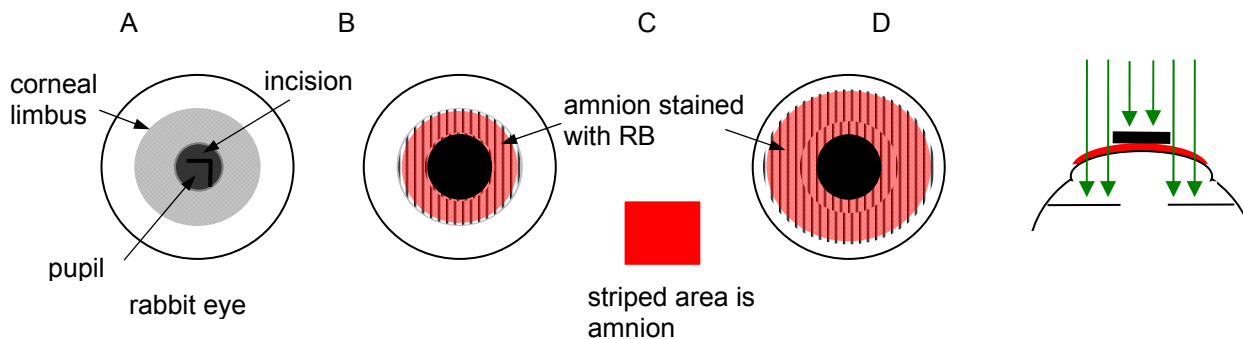 A B C D
corneal
limbus
incision
pupil
rabbit eye
amnion stained
with RB
striped area is
amnion